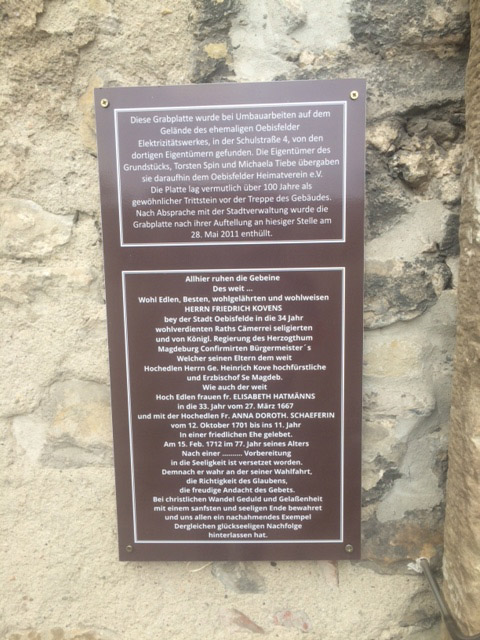 Diese Grabplatte wurde bei Umbauarbeiten auf dem
Gelände des ehemaligen Oebisfelder
Elektrizitätswerkes, in der Schulstraße 4, von den
dortigen Eigentümern gefunden. Die Eigentümer des
Grundstücks, Torsten Spin und Michaela Tiebe übergaben
sie daraufhin dem Oebisfelder Heimatverein e.V.
Die Platte lag vermutlich über 100 Jahre als
gewöhnlicher Trittstein vor der Treppe des Gebäudes.
Nach Absprache mit der Stadtverwaltung wurde die
Grabplatte nach ihrer Aufstellung an hiesiger Stelle am
28. Mai 2011 enthüllt.
Allhier ruhen die Gebeine
Des weit ...
Wohl Edlen, Besten, wohlgelährten und wohlweisen
HERRN FRIEDRICH KOVENS
bey der Stadt Oebisfelde in die 34 Jahr
wohlverdienten Raths Cämmerei seligierten
und von Königl. Regierung des Herzogthum
Magdeburg Confirmirten Bürgermeister´s
Welcher seinen Eltern dem weit
Hochedlen Herrn Ge. Heinrich Kove hochfürstliche
und Erzbischof Se Magdeb.
Wie auch der weit
Hoch Edlen frauen fr. ELISABETH HATMÄNNS
in die 33. Jahr vom 27. März 1667
und mit der Hochedlen Fr. ANNA DOROTH. SCHAEFERIN
vom 12. Oktober 1701 bis ins 11. Jahr
In einer friedlichen Ehe gelebet.
Am 15. Feb. 1712 im 77. Jahr seines Alters
Nach einer .......... Vorbereitung
in die Seeligkeit ist versetzet worden.
Demnach er wahr an der seiner Wahlfahrt,
die Richtigkeit des Glaubens,
die freudige Andacht des Gebets.
Bei christlichen Wandel Geduld und Gelaßenheit
mit einem sanften und seeligen Ende bewahret
und uns allen ein nachahmendes Exempel
Dergleichen glückseeligen Nachfolge
hinterlassen hat.